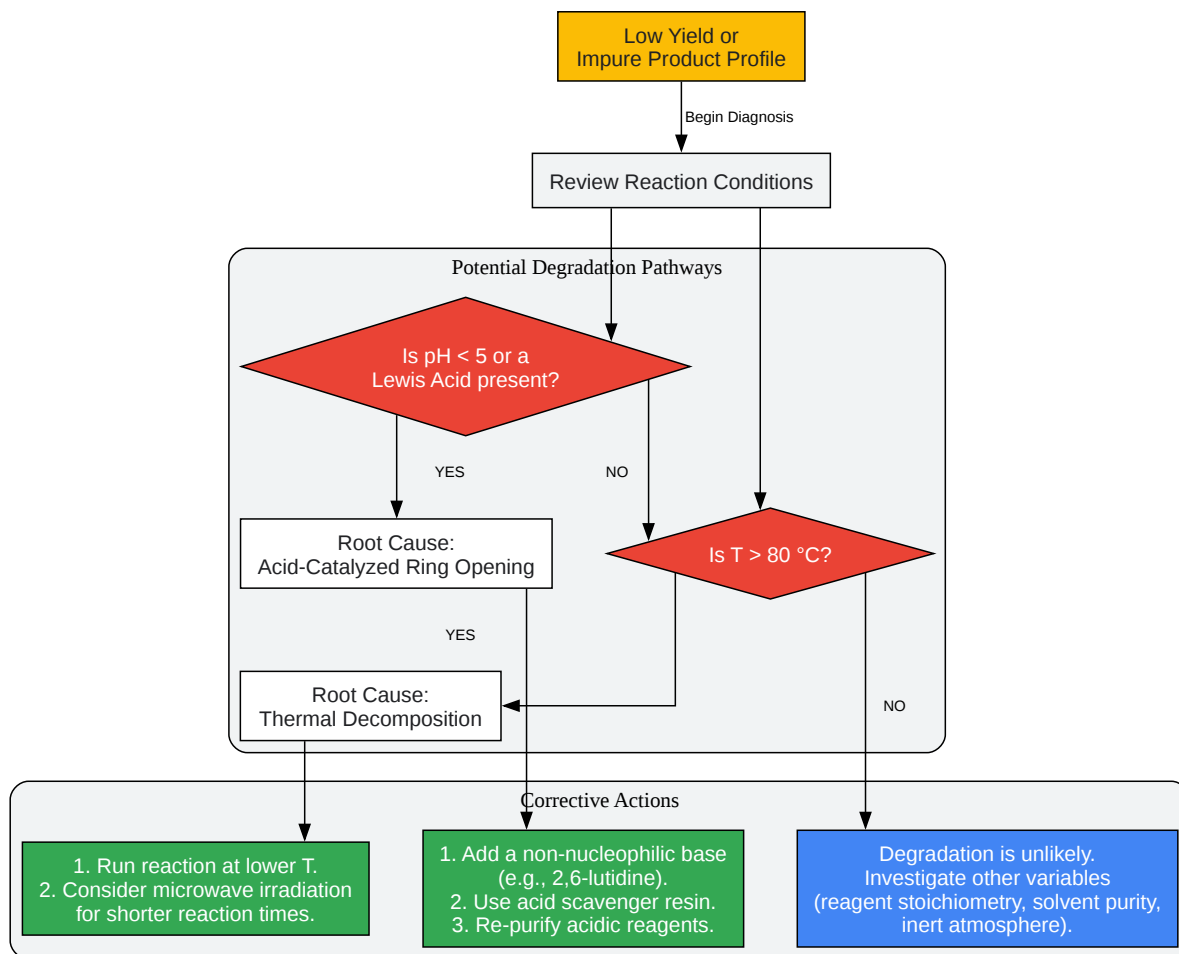 Low Yield or
Impure Product Profile
Begin Diagnosis
Review Reaction Conditions
Potential Degradation Pathways
Is pH < 5 or a
Lewis Acid present?
YES
NO
Root Cause:
Acid-Catalyzed Ring Opening
Is T > 80 °C?
YES
Root Cause:
Thermal Decomposition
NO
Corrective Actions
1. Run reaction at lower T.
2. Consider microwave irradiation
for shorter reaction times.
1. Add a non-nucleophilic base
(e.g., 2,6-lutidine).
2. Use acid scavenger resin.
3. Re-purify acidic reagents.
Degradation is unlikely.
Investigate other variables
(reagent stoichiometry, solvent purity,
inert atmosphere).